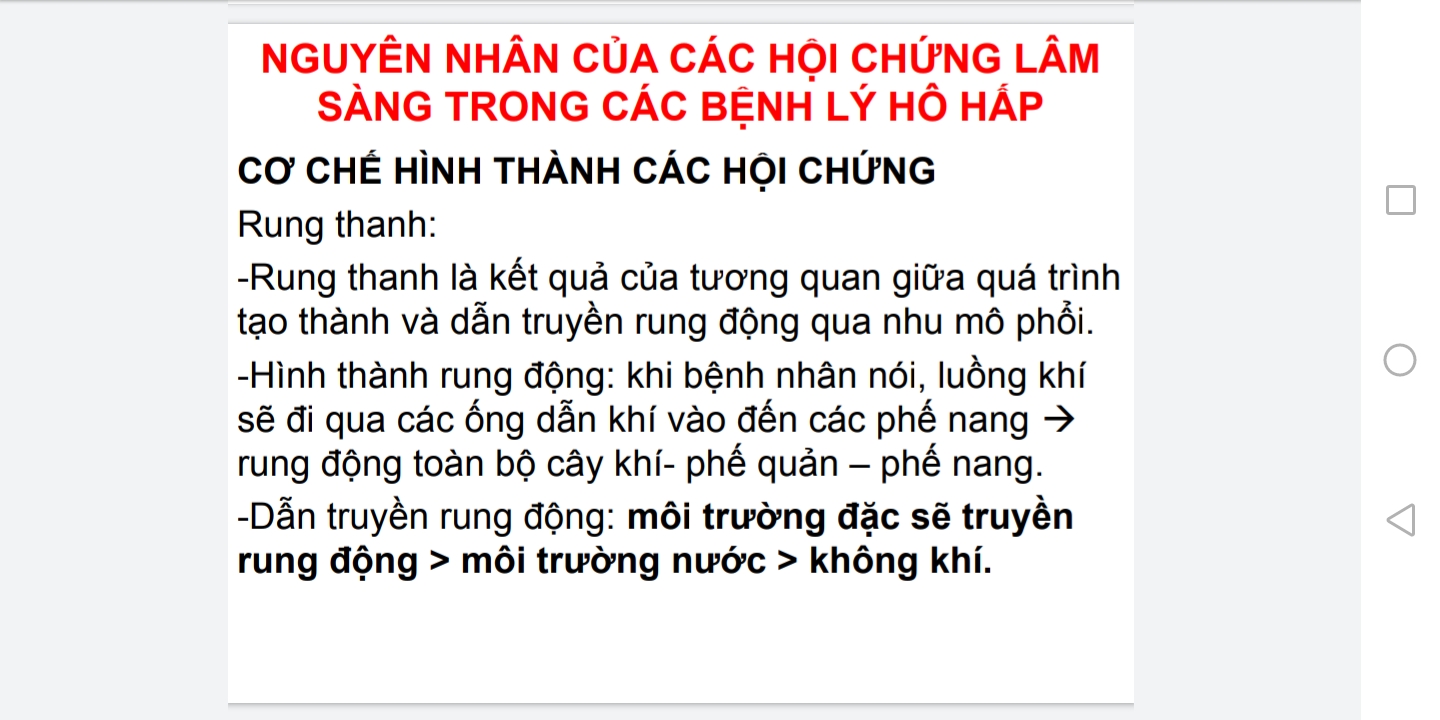 NGUYÊN NHÂN CỦA CÁC HỘI CHỨNG LÂM
SÀNG TRONG CÁC BỆNH LÝ HÔ HẤP
CƠ CHẾ HÌNH THÀNH CÁC HỘI CHỨNG
Rung thanh:
-Rung thanh là kết quả của tương quan giữa quá trình
tạo thành và dẫn truyền rung động qua nhu mô phổi.
-Hình thành rung động: khi bệnh nhân nói, luồng khí
sẽ đi qua các ống dẫn khí vào đến các phế nang →
rung động toàn bộ cây khí- phế quản – phế nang.
-Dẫn truyền rung động: môi trường đặc sẽ truyền
rung động > môi trường nước > không khí.